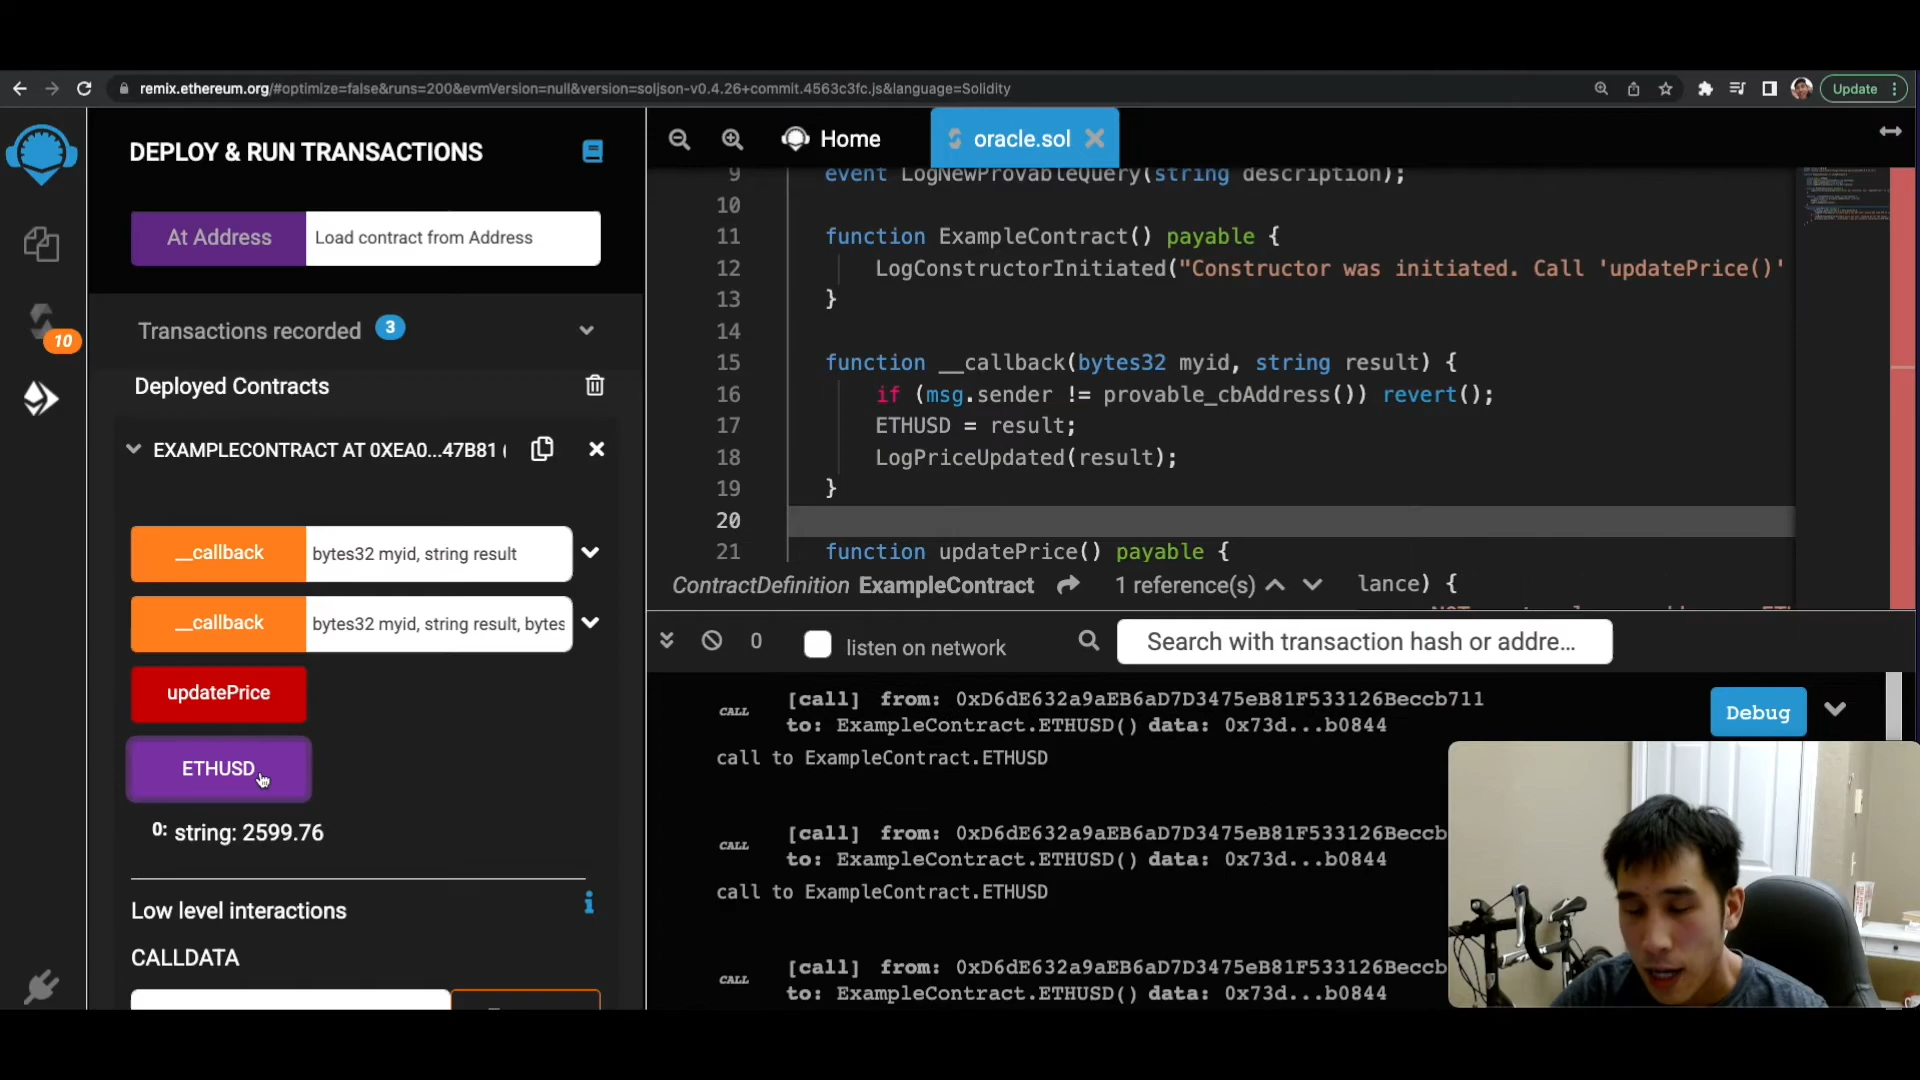 remix.ethereum.org/#optimize=false&runs=200&evmVersion=null&version=soljson-v0.4.26+commit.4563c3fc.js&language=Solidity
Update
DEPLOY & RUN TRANSACTIONS
At Address
Load contract from Address
Transactions recorded 3
10
Deployed Contracts
EXAMPLECONTRACT AT 0XEA0...47B81 (
__callback
bytes32 myid, string result
__callback
bytes32 myid, string result, bytes
updatePrice
ETHUSD
0: string: 2599.76
Low level interactions
i
CALLDATA
Home
oracle.sol
9 event LogNewProvableQuery(string description);
10
11 function ExampleContract() payable {
12 LogConstructorInitiated("Constructor was initiated. Call 'updatePrice()'
13 }
14
15 function __callback(bytes32 myid, string result) {
16 if (msg.sender != provable_cbAddress()) revert();
17 ETHUSD = result;
18 LogPriceUpdated(result);
19 }
20
21 function updatePrice() payable {
ContractDefinition ExampleContract 1 reference(s) lance) {
0 listen on network
Search with transaction hash or addre...
CALL [call] from: 0xD6dE632a9aEB6aD7D3475eB81F533126Beccb711
to: ExampleContract.ETHUSD() data: 0x73d...b0844
Debug
call to ExampleContract.ETHUSD
CALL [call] from: 0xD6dE632a9aEB6aD7D3475eB81F533126Beccb
to: ExampleContract.ETHUSD() data: 0x73d...b0844
call to ExampleContract.ETHUSD
CALL [call] from: 0xD6dE632a9aEB6aD7D3475eB81F533126Beccb
to: ExampleContract.ETHUSD() data: 0x73d...b0844